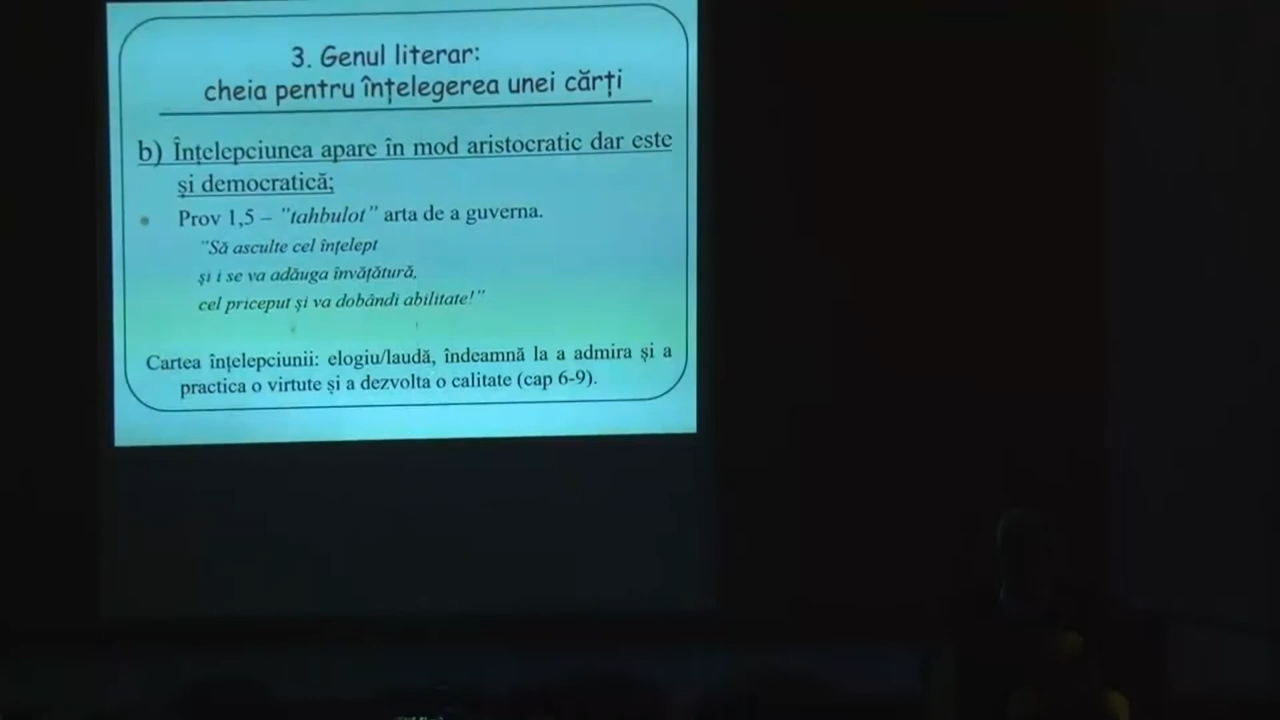 3. Genul literar:
cheia pentru înțelegerea unei cărți
b) Înțelepciunea apare în mod aristocratic dar este
și democratică;
• Prov 1,5 – "tahbulot" arta de a guverna.
"Să asculte cel înțelept
și i se va adăuga învățătură,
cel priceput și va dobândi abilitate!"
Cartea înțelepciunii: elogiu/laudă, îndeamnă la a admira și a
practica o virtute și a dezvolta o calitate (cap 6-9).